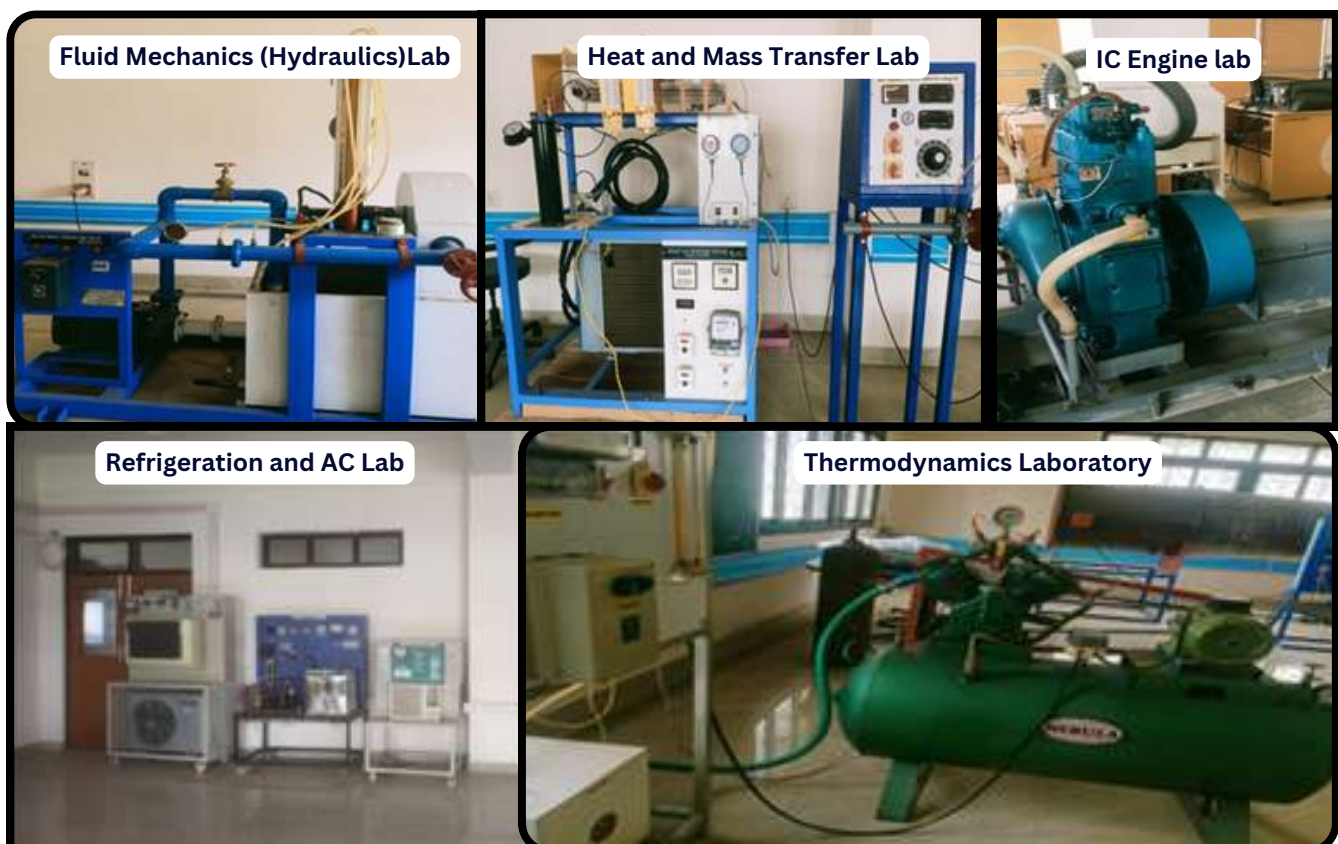 Fluid Mechanics (Hydraulics)Lab
Heat and Mass Transfer Lab
IC Engine lab
Refrigeration and AC Lab
Thermodynamics Laboratory